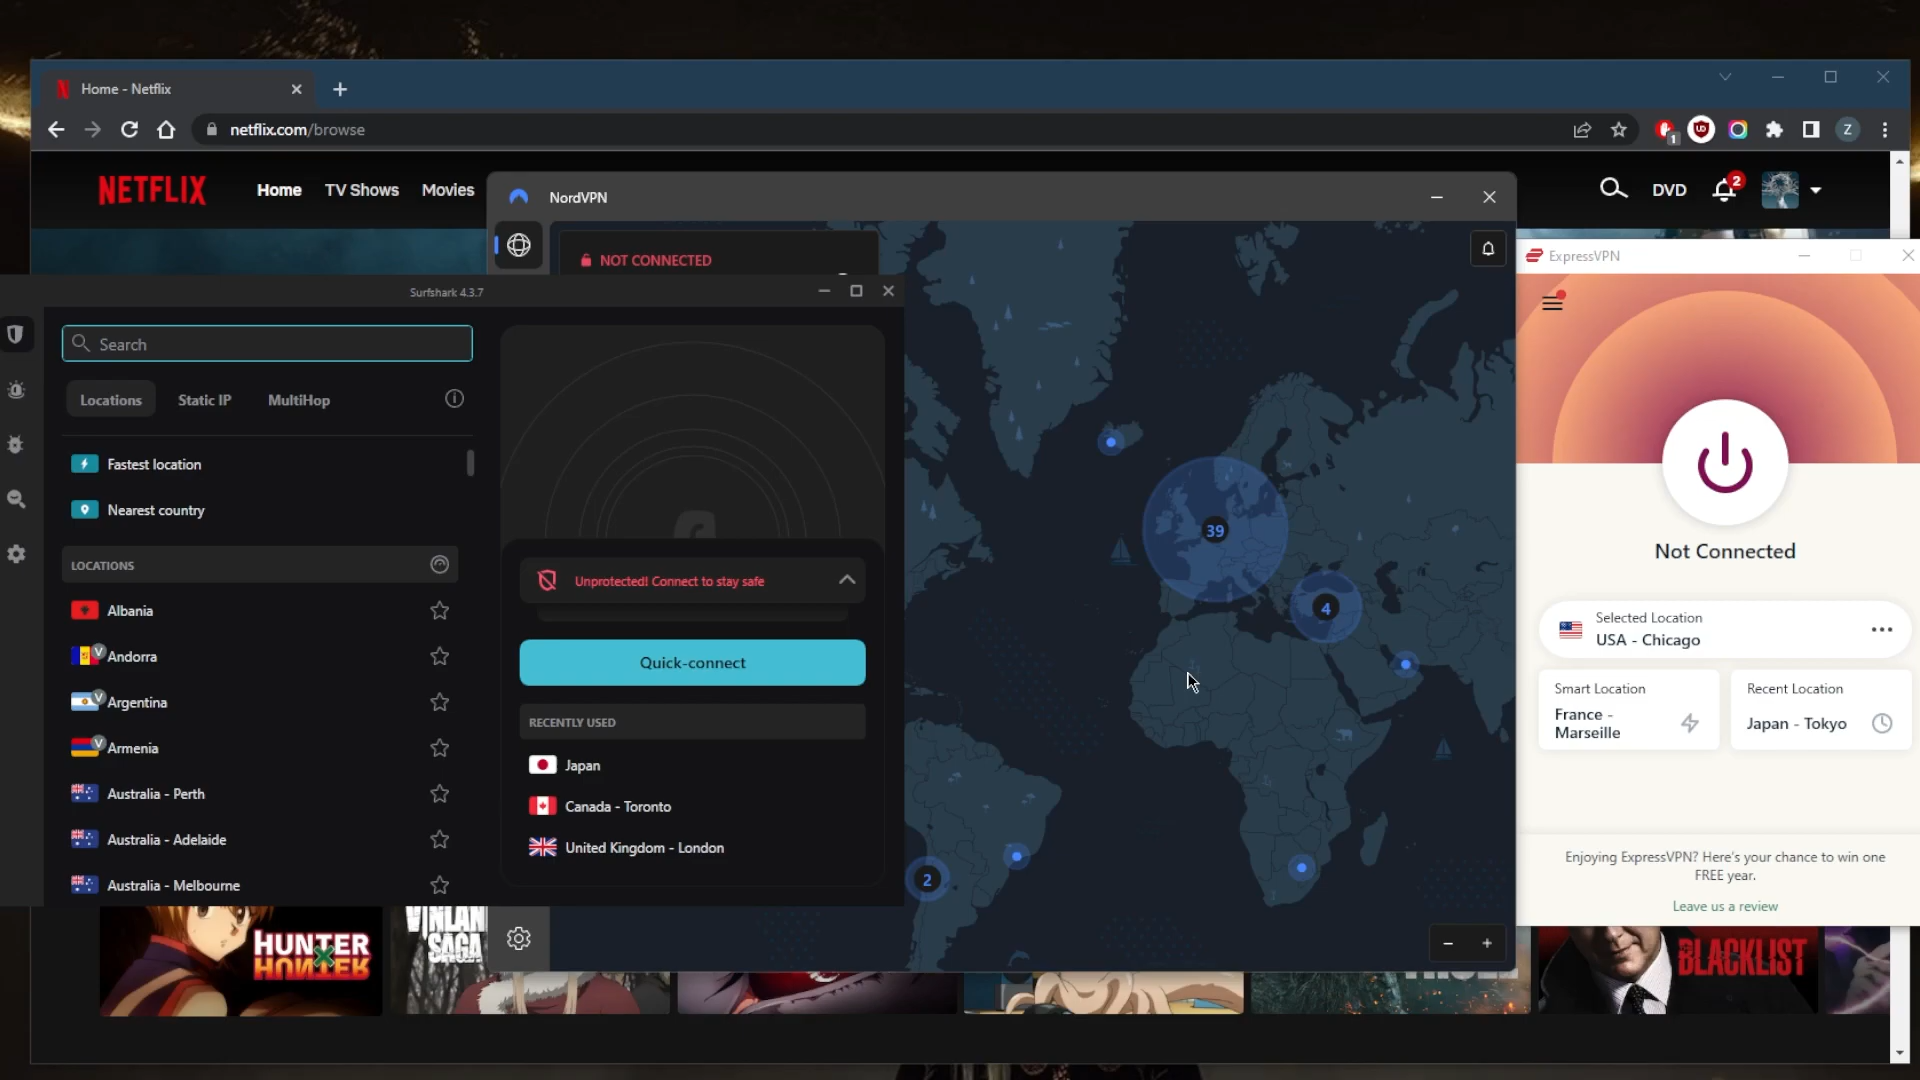 Home - Netflix
netflix.com/browse
1
Z
NETFLIX
Home
TV Shows
Movies
DVD
2
NordVPN
NOT CONNECTED
Surfshark 4.3.7
Search
Locations
Static IP
MultiHop
Fastest location
Nearest country
LOCATIONS
Albania
V
Andorra
V
Argentina
V
Armenia
Australia - Perth
Australia - Adelaide
Australia - Melbourne
Unprotected! Connect to stay safe
Quick-connect
RECENTLY USED
Japan
Canada - Toronto
United Kingdom - London
39
4
2
ExpressVPN
Not Connected
Selected Location
USA - Chicago
Smart Location
France -
Marseille
Recent Location
Japan - Tokyo
Enjoying ExpressVPN? Here's your chance to win one
FREE year.
Leave us a review
HUNTER
HUNTER
VINLAN
SAGA
BLACKLIST